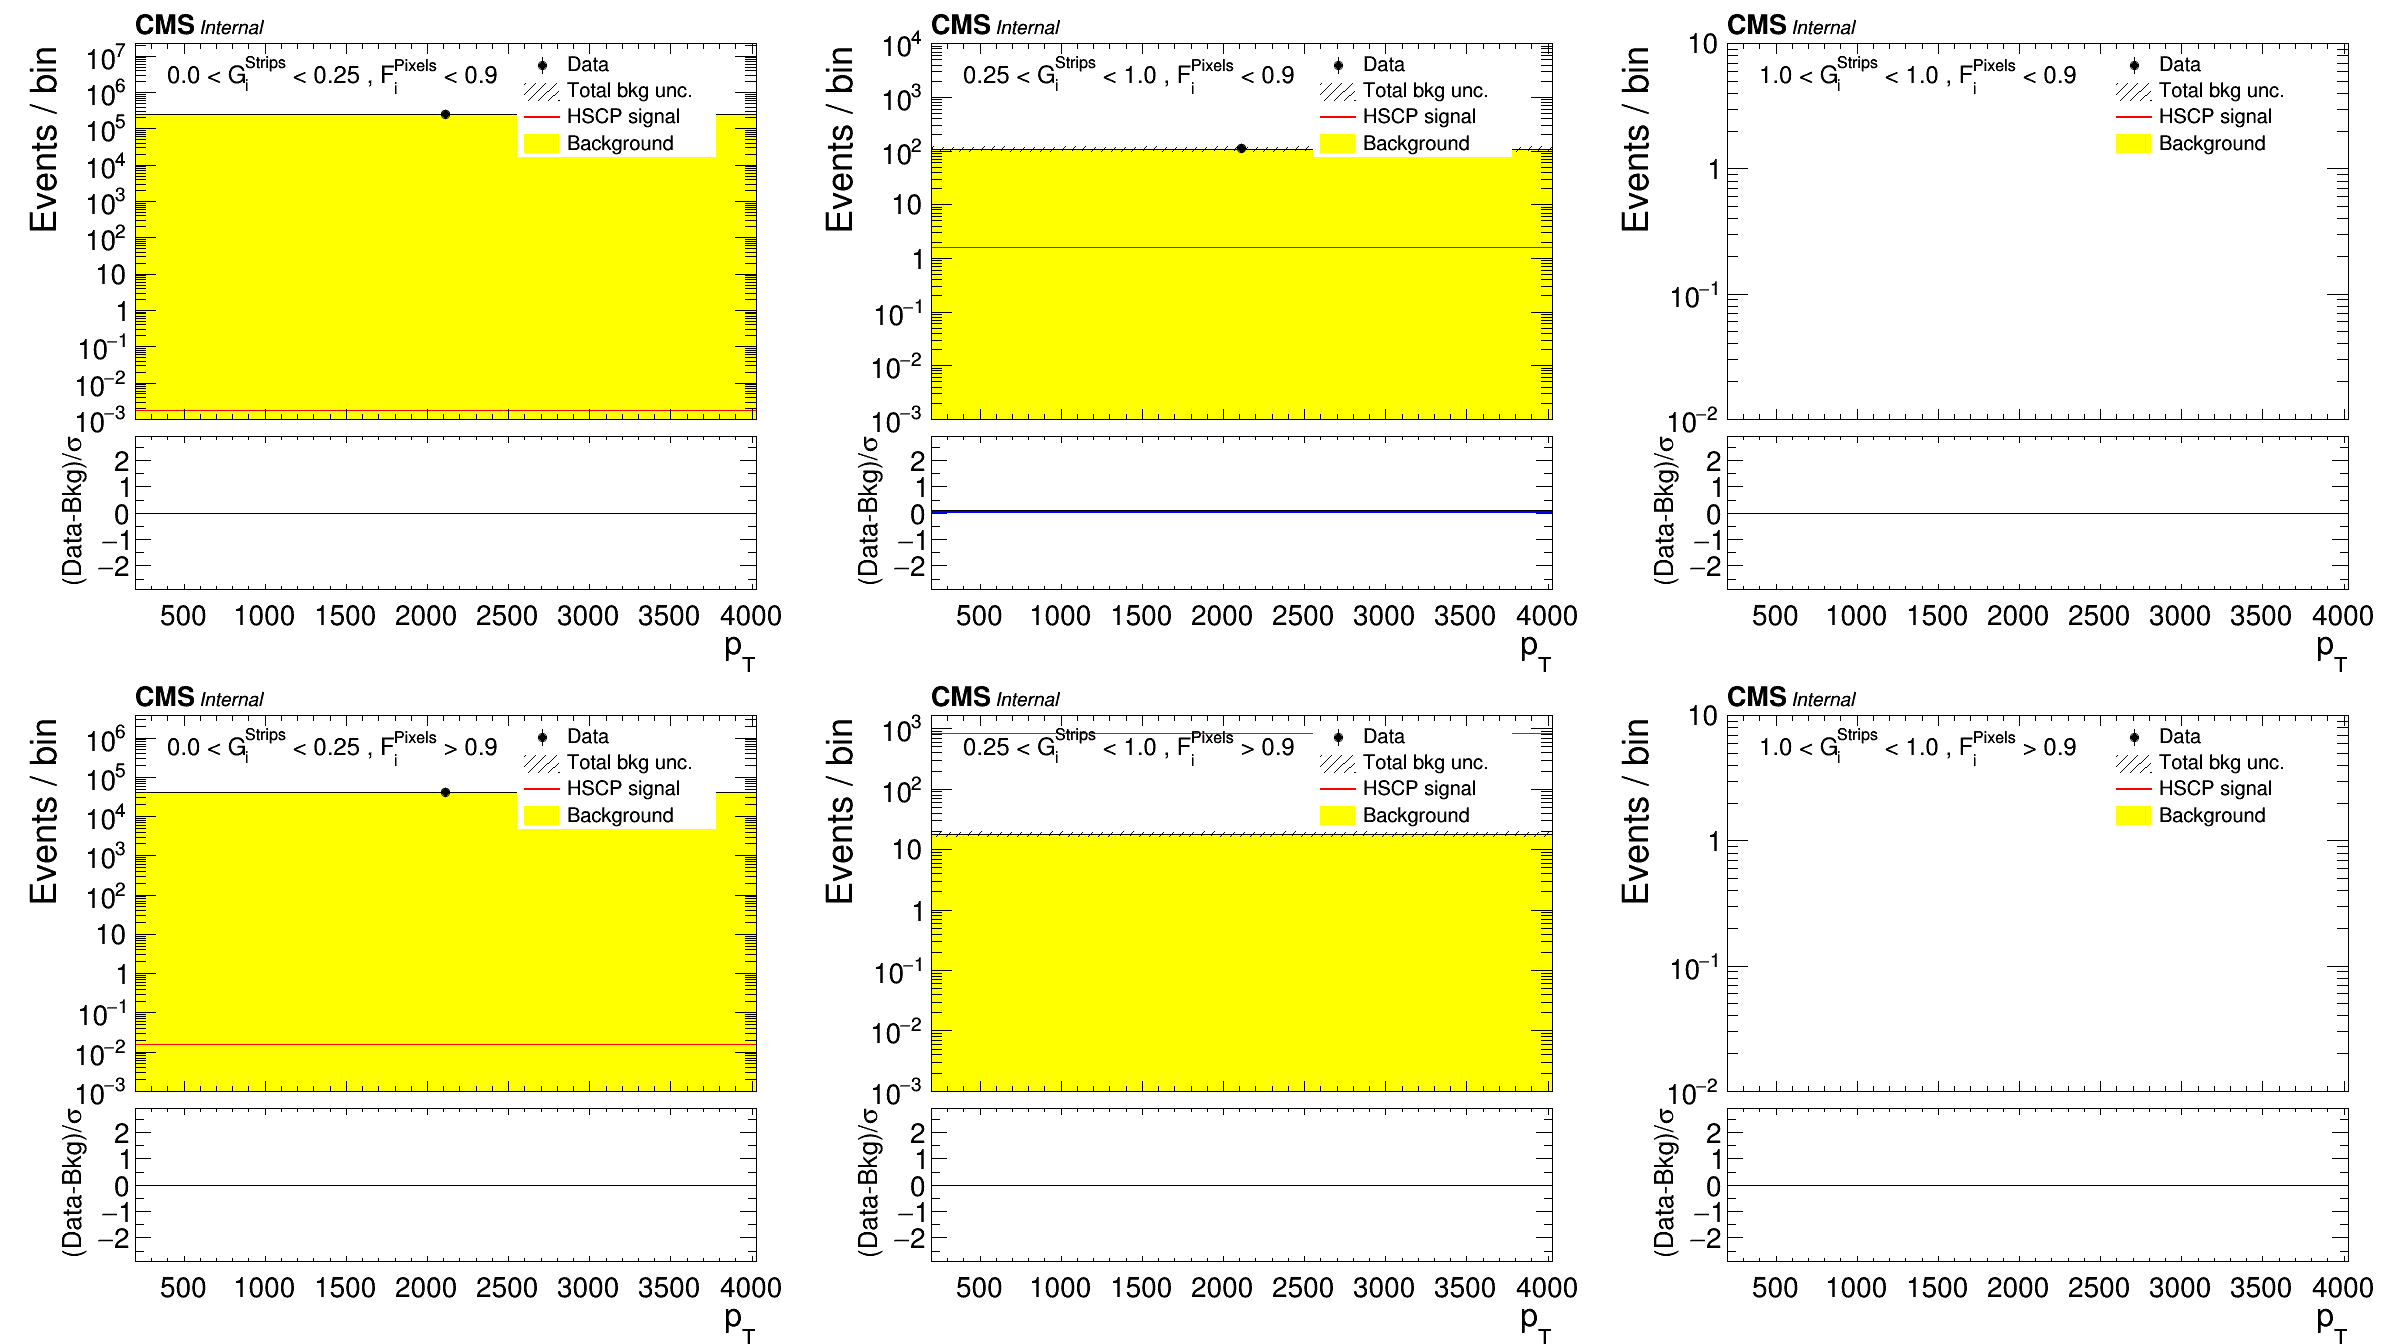 CMS Internal
Events / bin
0.0 < G_i^Strips < 0.25 , F_i^Pixels < 0.9
Data
Total bkg unc.
HSCP signal
Background
10^7
10^6
10^5
10^4
10^3
10^2
10
1
10^−1
10^−2
10^−3
(Data-Bkg)/σ
2
1
0
−1
−2
500 1000 1500 2000 2500 3000 3500 4000
p_T
CMS Internal
Events / bin
0.25 < G_i^Strips < 1.0 , F_i^Pixels < 0.9
Data
Total bkg unc.
HSCP signal
Background
10^4
10^3
10^2
10
1
10^−1
10^−2
10^−3
(Data-Bkg)/σ
2
1
0
−1
−2
500 1000 1500 2000 2500 3000 3500 4000
p_T
CMS Internal
Events / bin
1.0 < G_i^Strips < 1.0 , F_i^Pixels < 0.9
Data
Total bkg unc.
HSCP signal
Background
10
1
10^−1
10^−2
(Data-Bkg)/σ
2
1
0
−1
−2
500 1000 1500 2000 2500 3000 3500 4000
p_T
CMS Internal
Events / bin
0.0 < G_i^Strips < 0.25 , F_i^Pixels > 0.9
Data
Total bkg unc.
HSCP signal
Background
10^6
10^5
10^4
10^3
10^2
10
1
10^−1
10^−2
10^−3
(Data-Bkg)/σ
2
1
0
−1
−2
500 1000 1500 2000 2500 3000 3500 4000
p_T
CMS Internal
Events / bin
0.25 < G_i^Strips < 1.0 , F_i^Pixels > 0.9
Data
Total bkg unc.
HSCP signal
Background
10^3
10^2
10
1
10^−1
10^−2
10^−3
(Data-Bkg)/σ
2
1
0
−1
−2
500 1000 1500 2000 2500 3000 3500 4000
p_T
CMS Internal
Events / bin
1.0 < G_i^Strips < 1.0 , F_i^Pixels > 0.9
Data
Total bkg unc.
HSCP signal
Background
10
1
10^−1
10^−2
(Data-Bkg)/σ
2
1
0
−1
−2
500 1000 1500 2000 2500 3000 3500 4000
p_T